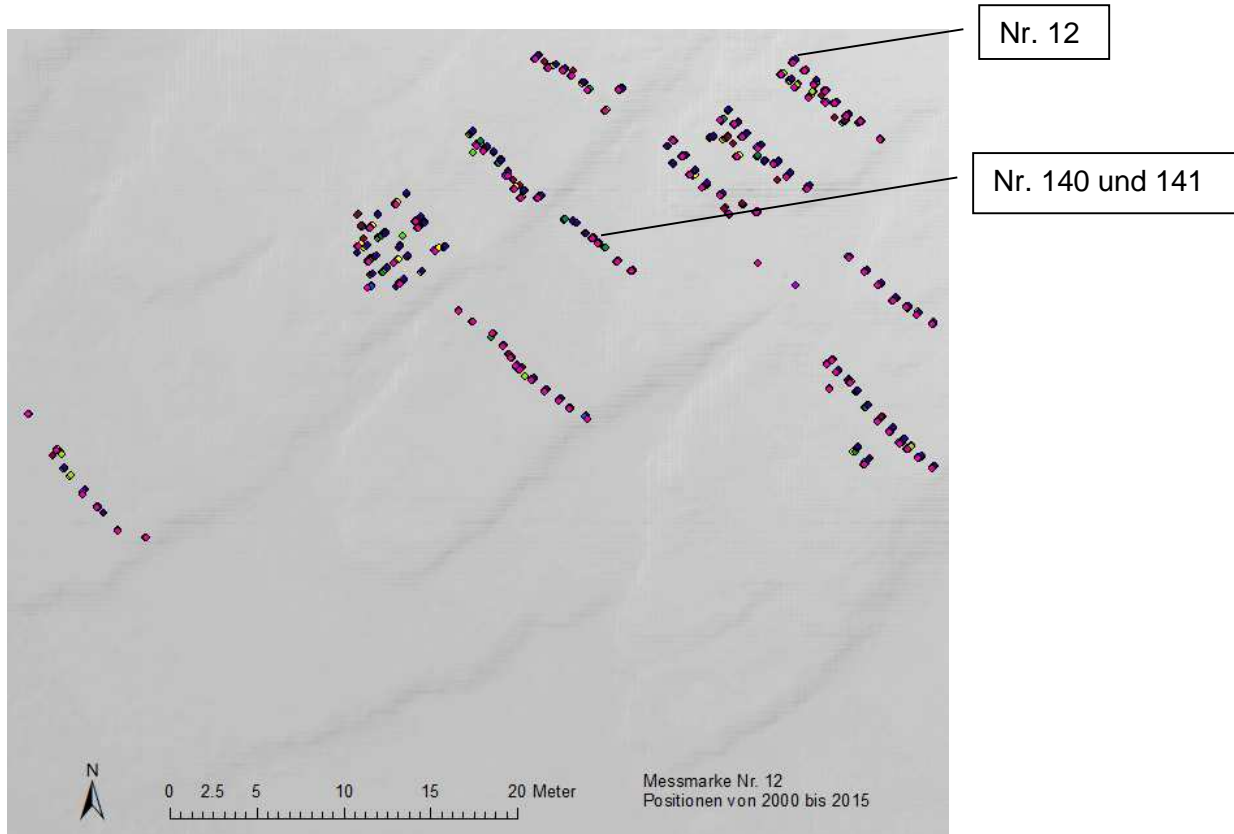 Nr. 12
Nr. 140 und 141
N
0 2.5 5 10 15 20 Meter
Messmarke Nr. 12
Positionen von 2000 bis 2015